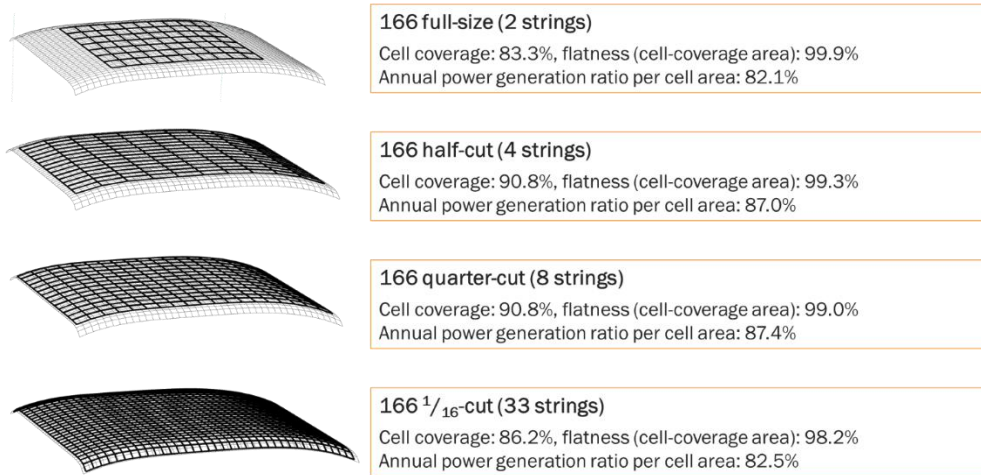 166 full-size (2 strings)
Cell coverage: 83.3%, flatness (cell-coverage area): 99.9%
Annual power generation ratio per cell area: 82.1%
166 half-cut (4 strings)
Cell coverage: 90.8%, flatness (cell-coverage area): 99.3%
Annual power generation ratio per cell area: 87.0%
166 quarter-cut (8 strings)
Cell coverage: 90.8%, flatness (cell-coverage area): 99.0%
Annual power generation ratio per cell area: 87.4%
166 1/16-cut (33 strings)
Cell coverage: 86.2%, flatness (cell-coverage area): 98.2%
Annual power generation ratio per cell area: 82.5%